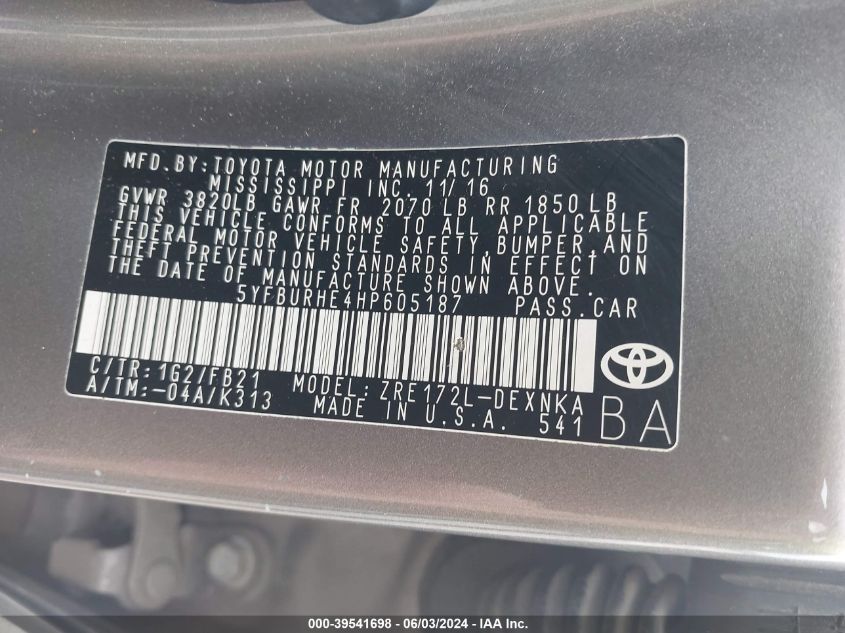 MFD.BY:TOYOTA MOTOR MANUFACTURING
MISSISSIPPI INC. 11/16
GVWR 3820LB GAWR FR 2070 LB RR 1850 LB
THIS VEHICLE CONFORMS TO ALL APPLICABLE
FEDERAL MOTOR VEHICLE SAFETY,BUMPER,AND
THEFT PREVENTION STANDARDS IN EFFECT ON
THE DATE OF MANUFACTURE SHOWN ABOVE.
5YFBURHE4HP605187 PASS.CAR
C/TR:1G2/FB21 MODEL:ZRE172L-DEXNKA
A/TM:-04A/K313 MADE IN U.S.A. 541
BA
000-39541698 - 06/03/2024 - IAA Inc.